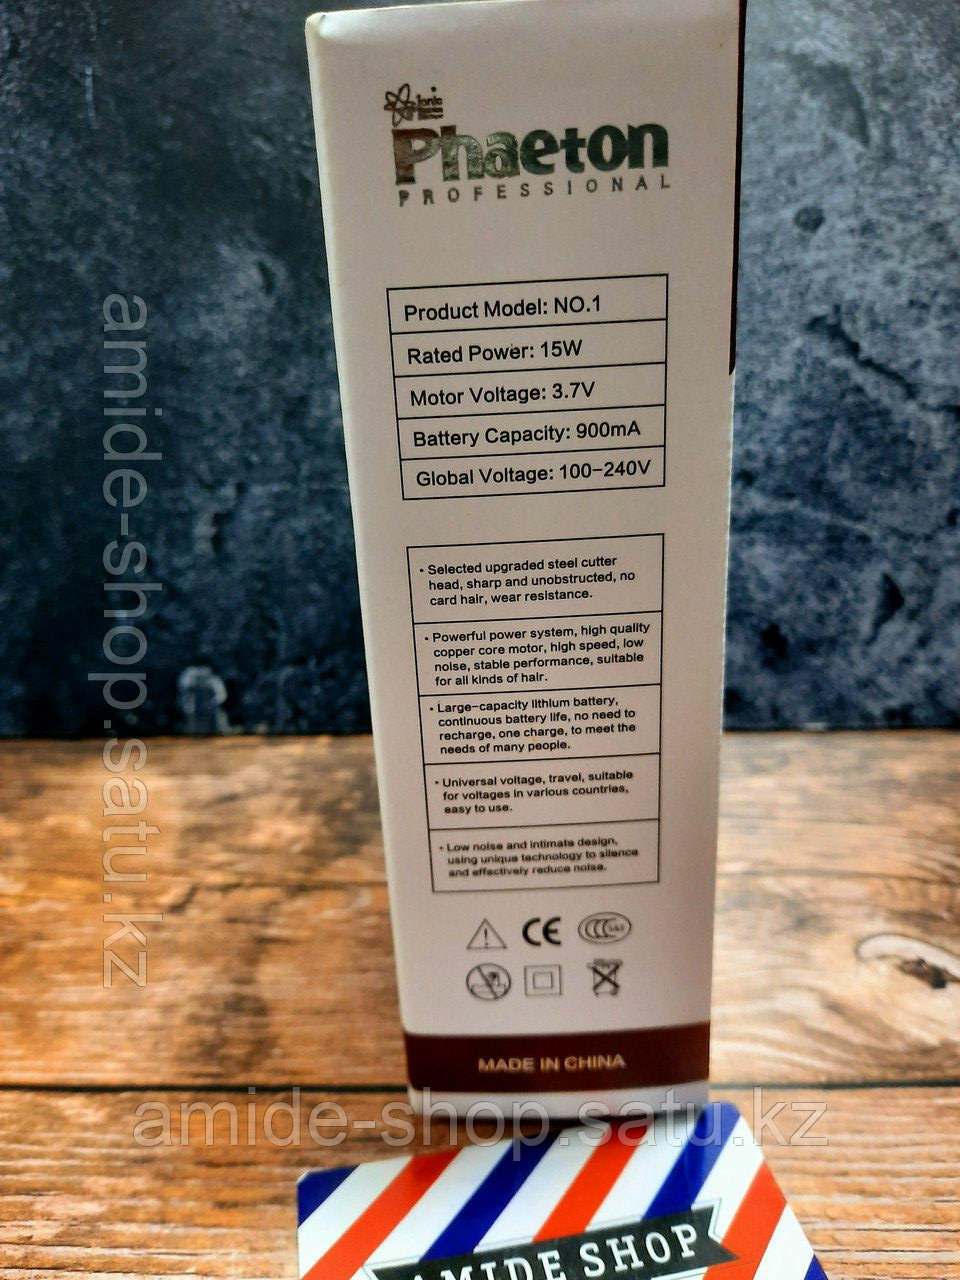 Ionic
Phaeton
PROFESSIONAL
Product Model: NO.1
Rated Power: 15W
Motor Voltage: 3.7V
Battery Capacity: 900mA
Global Voltage: 100-240V
• Selected upgraded steel cutter
head, sharp and unobstructed, no
card hair, wear resistance.
• Powerful power system, high quality
copper core motor, high speed, low
noise, stable performance, suitable
for all kinds of hair.
• Large-capacity lithium battery,
continuous battery life, no need to
recharge, one charge, to meet the
needs of many people.
• Universal voltage, travel, suitable
for voltages in various countries,
easy to use.
• Low noise and intimate design,
using unique technology to silence
and effectively reduce noise.
CE
MADE IN CHINA
amide-shop.satu.kz
amide-shop.satu.kz
AMIDE SHOP